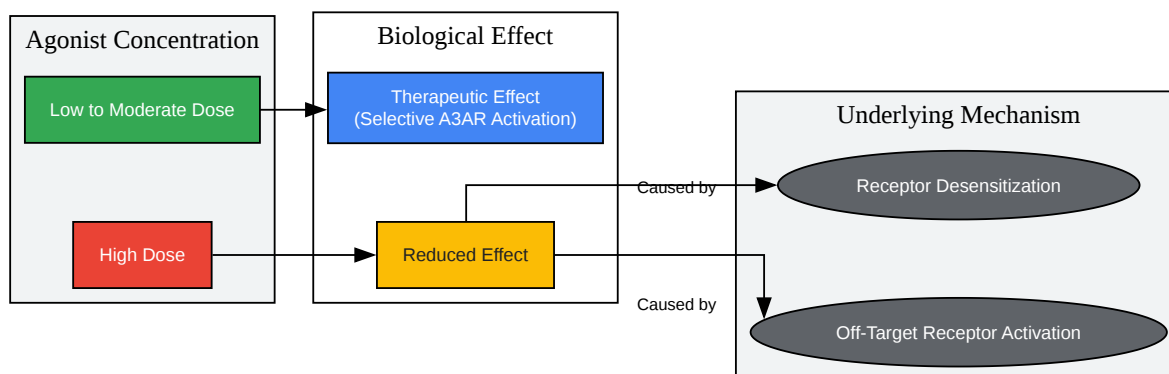 Agonist Concentration
Low to Moderate Dose
High Dose
Biological Effect
Therapeutic Effect
(Selective A3AR Activation)
Reduced Effect
Caused by
Caused by
Underlying Mechanism
Receptor Desensitization
Off-Target Receptor Activation